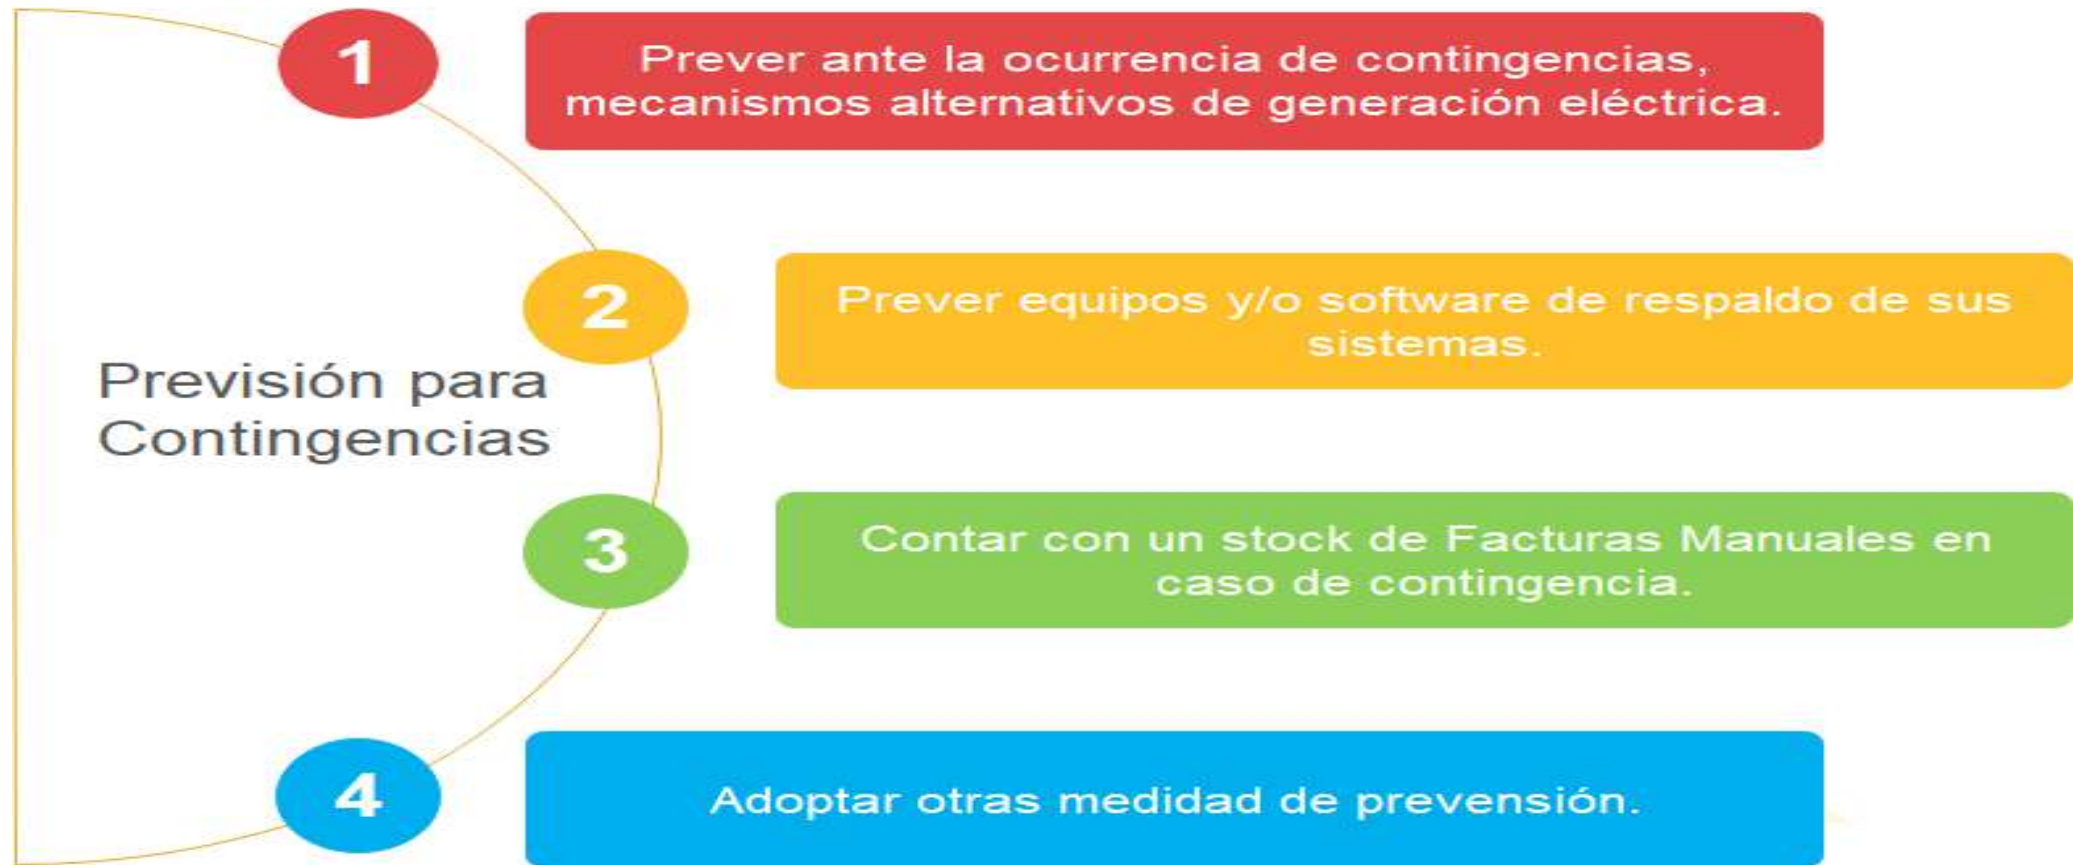 Previsión para
Contingencias
1
Prever ante la ocurrencia de contingencias,
mecanismos alternativos de generación eléctrica.
2
Prever equipos y/o software de respaldo de sus
sistemas.
3
Contar con un stock de Facturas Manuales en
caso de contingencia.
4
Adoptar otras medidad de prevensión.